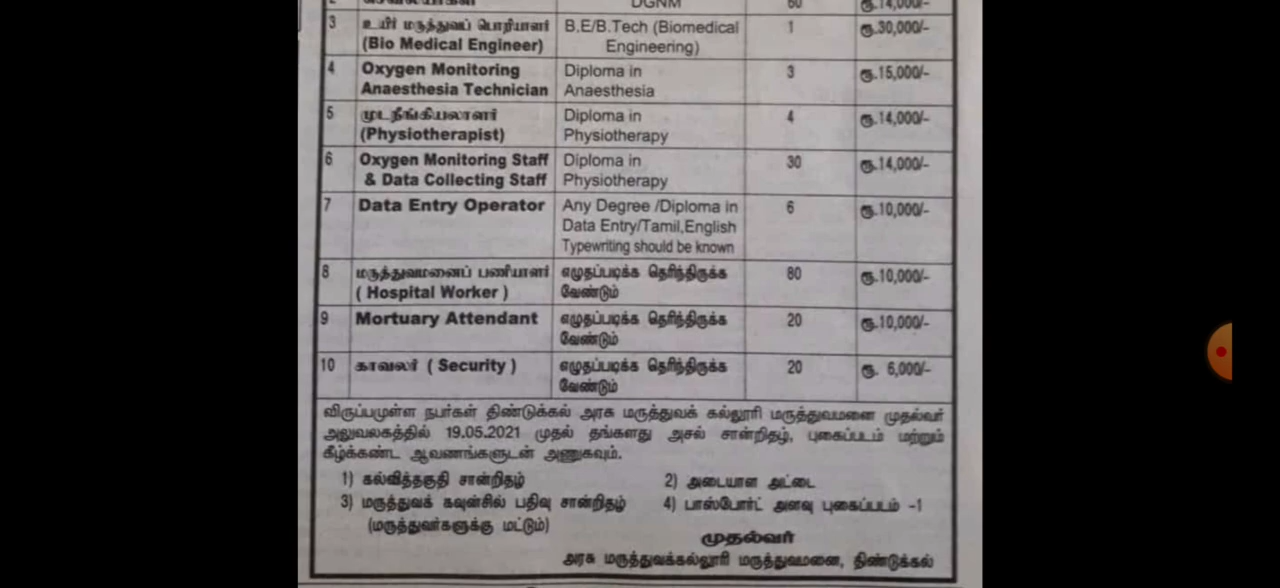 2 செவிலியர்கள் DGNM 60 ரூ.14,000/-
3 உயிர் மருத்துவப் பொறியாளர் B.E/B.Tech (Biomedical 1 ரூ.30,000/-
(Bio Medical Engineer) Engineering)
4 Oxygen Monitoring Diploma in 3 ரூ.15,000/-
Anaesthesia Technician Anaesthesia
5 முடநீக்கியலாளர் Diploma in 4 ரூ.14,000/-
(Physiotherapist) Physiotherapy
6 Oxygen Monitoring Staff Diploma in 30 ரூ.14,000/-
& Data Collecting Staff Physiotherapy
7 Data Entry Operator Any Degree /Diploma in 6 ரூ.10,000/-
Data Entry/Tamil,English
Typewriting should be known
8 மருத்துவமனைப் பணியாளர் எழுதப்படிக்க தெரிந்திருக்க 80 ரூ.10,000/-
( Hospital Worker ) வேண்டும்
9 Mortuary Attendant எழுதப்படிக்க தெரிந்திருக்க 20 ரூ.10,000/-
வேண்டும்
10 காவலர் ( Security ) எழுதப்படிக்க தெரிந்திருக்க 20 ரூ. 6,000/-
வேண்டும்
விருப்பமுள்ள நபர்கள் திண்டுக்கல் அரசு மருத்துவக் கல்லூரி மருத்துவமனை முதல்வர்
அலுவலகத்தில் 19.05.2021 முதல் தங்களது அசல் சான்றிதழ், புகைப்படம் மற்றும்
கீழ்க்கண்ட ஆவணங்களுடன் அணுகவும்.
1) கல்வித்தகுதி சான்றிதழ் 2) அடையாள அட்டை
3) மருத்துவக் கவுன்சில் பதிவு சான்றிதழ் 4) பாஸ்போர்ட் அளவு புகைப்படம் -1
(மருத்துவர்களுக்கு மட்டும்)
முதல்வர்
அரசு மருத்துவக்கல்லூரி மருத்துவமனை, திண்டுக்கல்